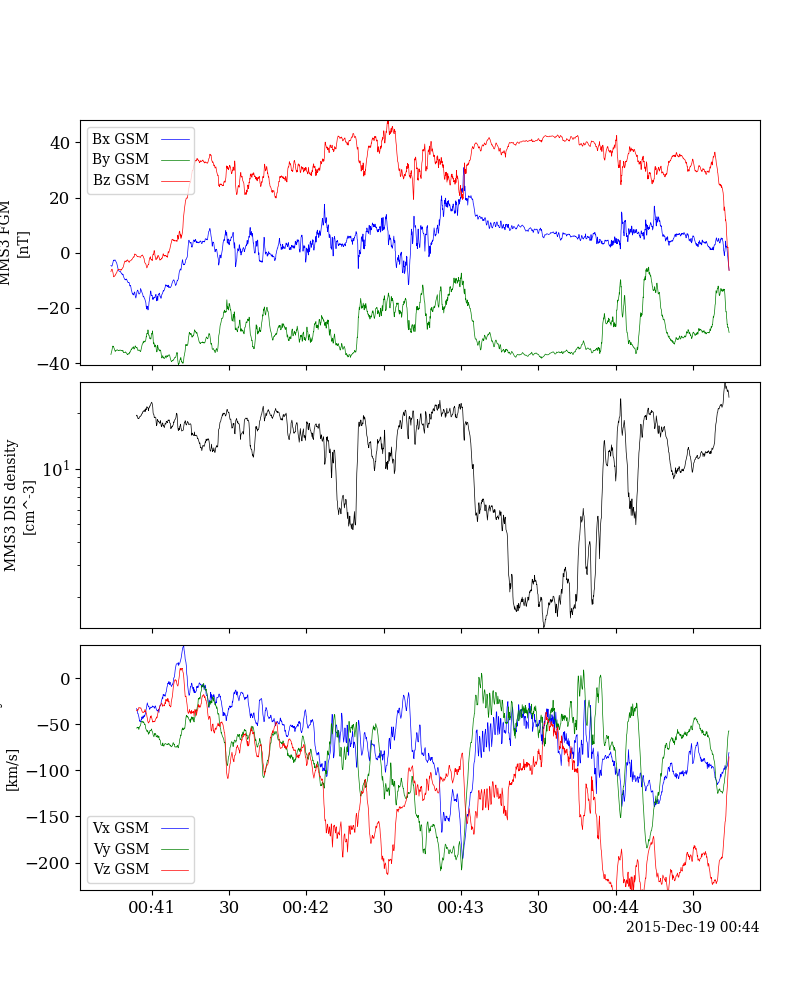 40
20
0
−20
−40
MMS3 FGM
[nT]
Bx GSM
By GSM
Bz GSM
10^1
MMS3 DIS density
[cm^-3]
0
−50
−100
−150
−200
[km/s]
Vx GSM
Vy GSM
Vz GSM
00:41 30 00:42 30 00:43 30 00:44 30
2015-Dec-19 00:44